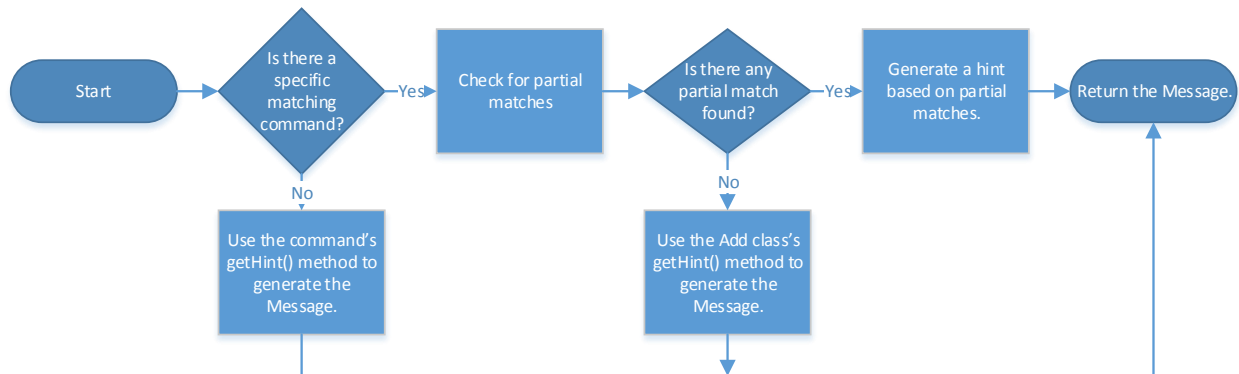 Start
Is there a
specific
matching
command?
Yes
Check for partial
matches
Is there any
partial match
found?
Yes
Generate a hint
based on partial
matches.
Return the Message.
No
No
Use the command's
getHint() method to
generate the
Message.
Use the Add class's
getHint() method to
generate the
Message.